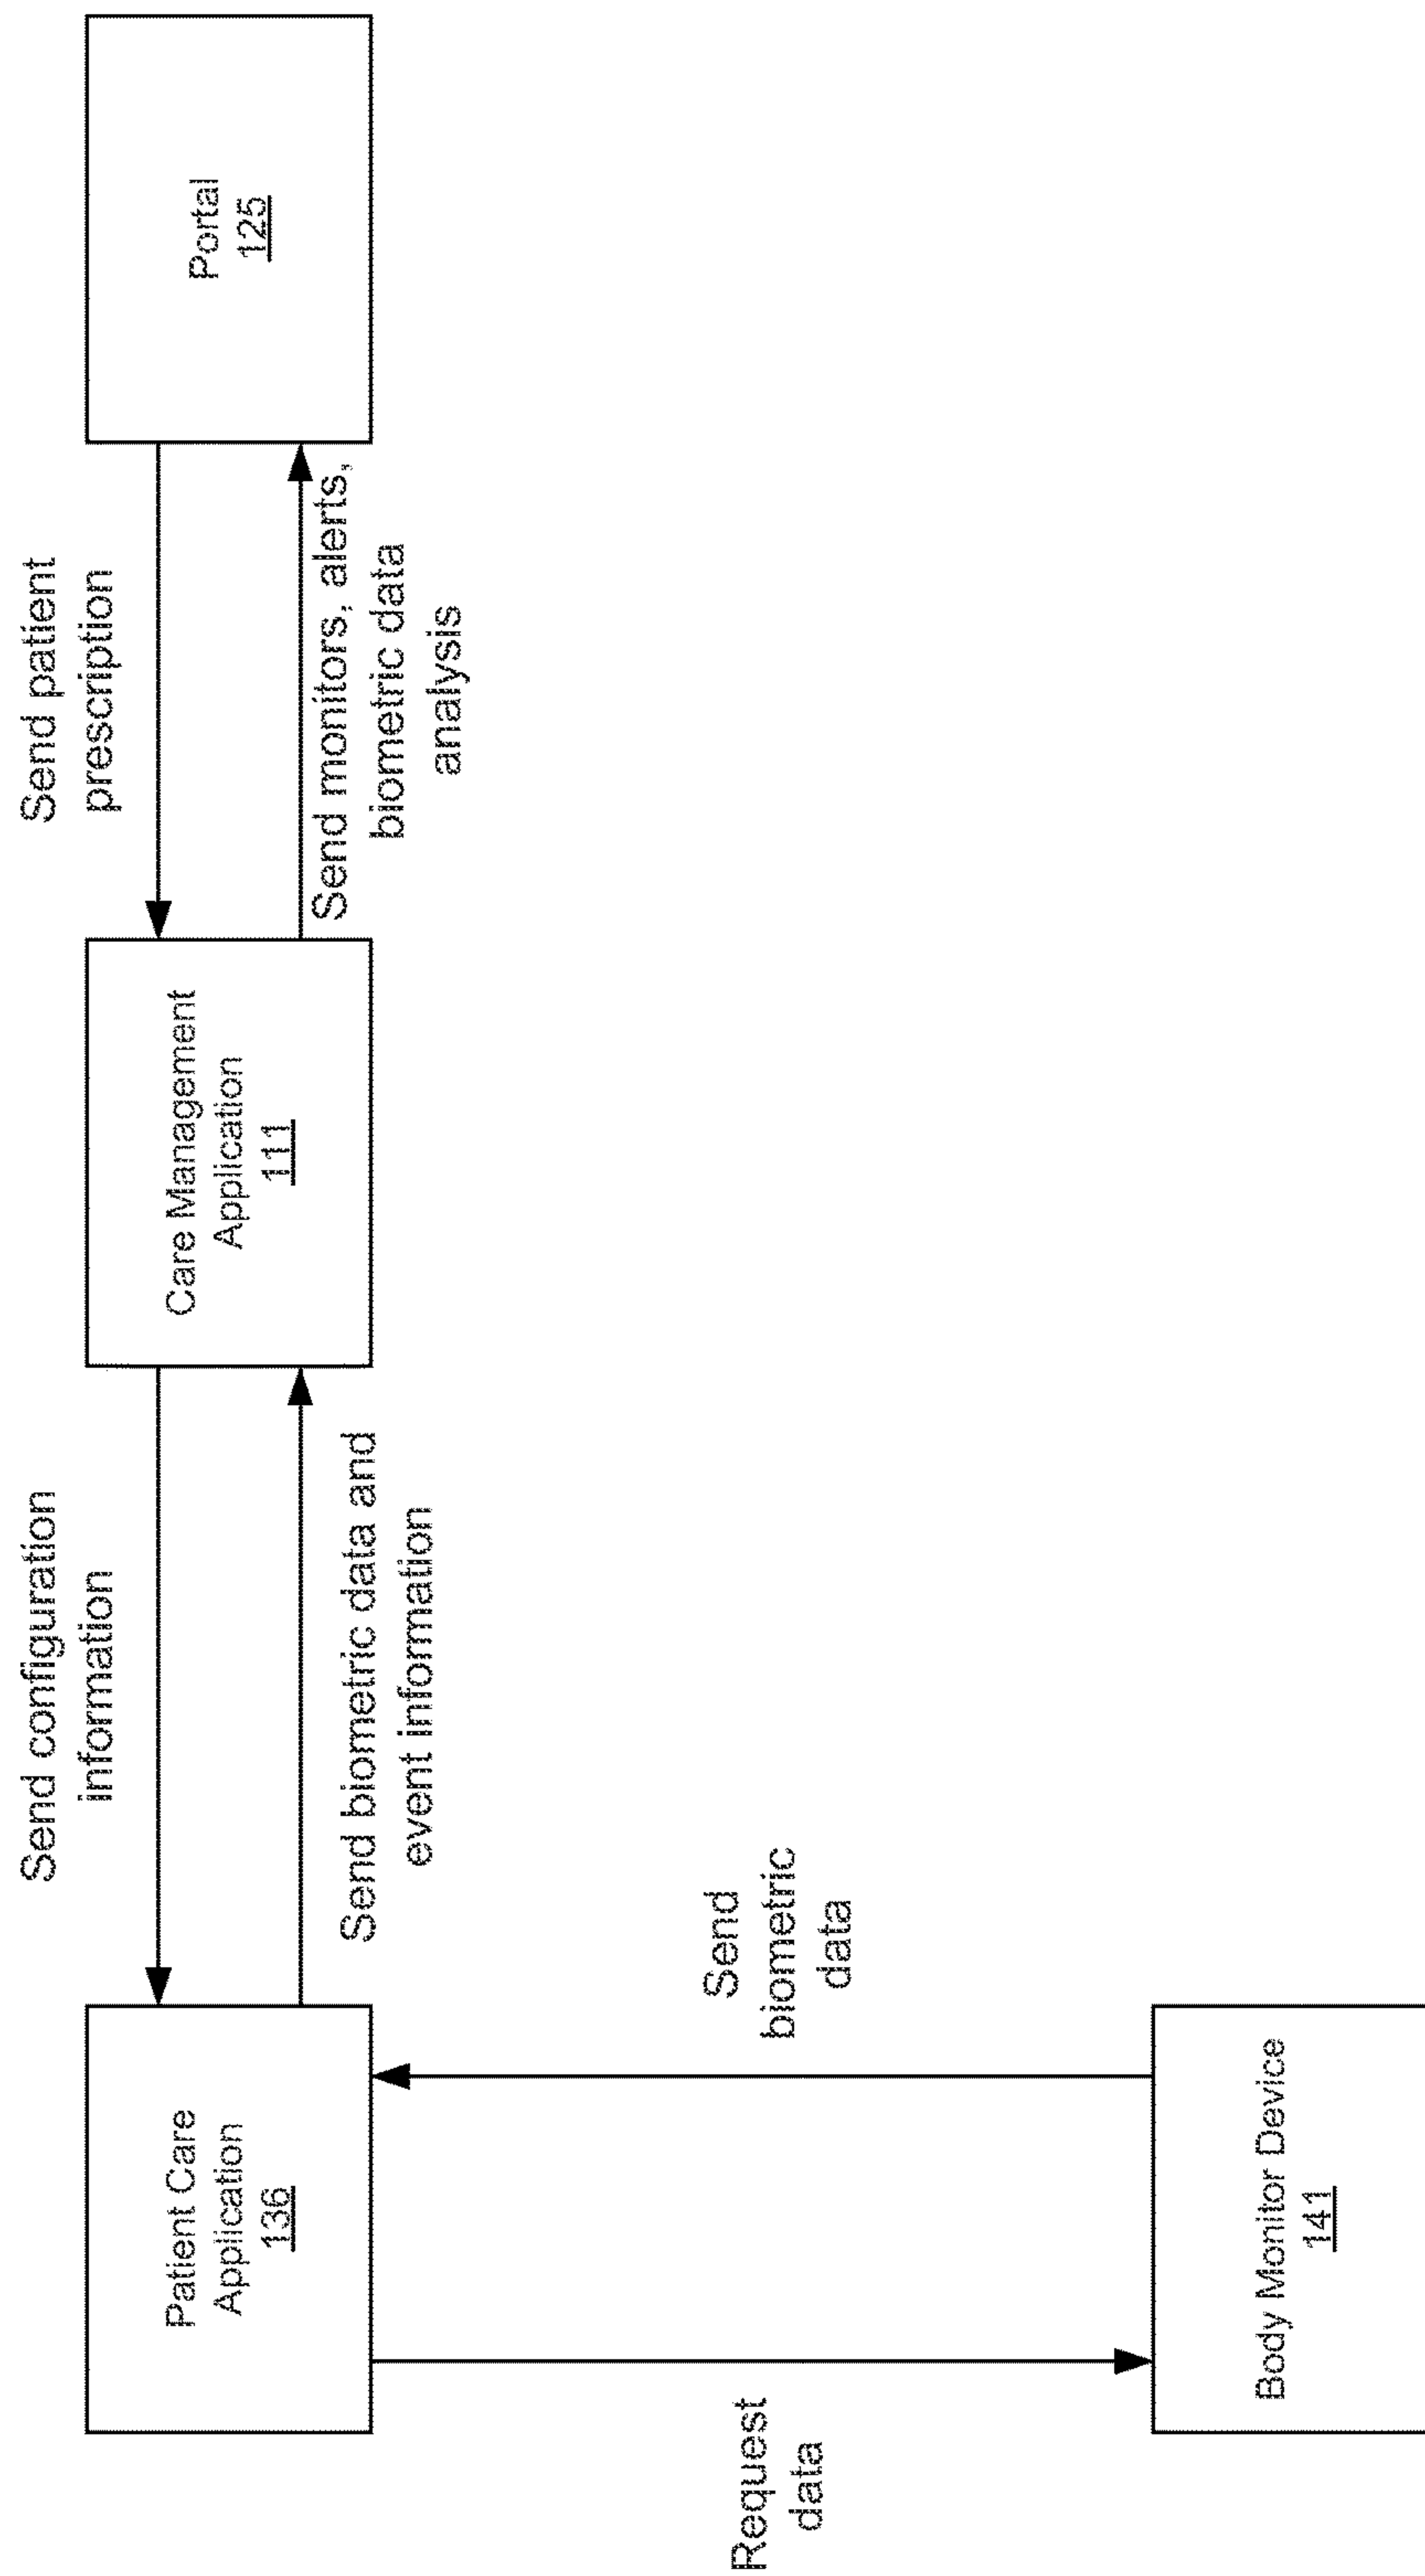 Send configuration
information
Send patient
prescription
Patient Care
Application
136
Care Management
Application
111
Portal
125
Send biometric data and
event information
Send monitors, alerts,
biometric data
analysis
Request
data
Send
biometric
data
Body Monitor Device
141